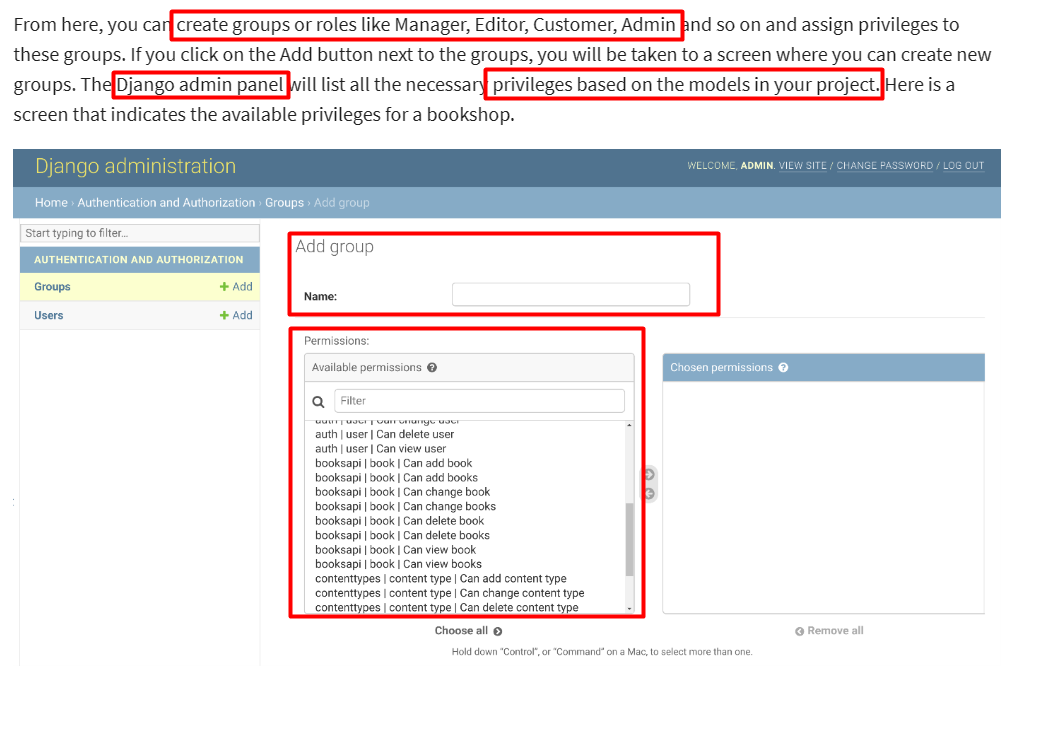 From here, you can create groups or roles like Manager, Editor, Customer, Admin and so on and assign privileges to
these groups. If you click on the Add button next to the groups, you will be taken to a screen where you can create new
groups. The Django admin panel will list all the necessary privileges based on the models in your project. Here is a
screen that indicates the available privileges for a bookshop.
Django administration
WELCOME, ADMIN. VIEW SITE / CHANGE PASSWORD / LOG OUT
Home › Authentication and Authorization › Groups › Add group
Start typing to filter...
AUTHENTICATION AND AUTHORIZATION
Groups + Add
Users + Add
Add group
Name:
Permissions:
Available permissions ?
Filter
auth | user | Can change user
auth | user | Can delete user
auth | user | Can view user
booksapi | book | Can add book
booksapi | book | Can add books
booksapi | book | Can change book
booksapi | book | Can change books
booksapi | book | Can delete book
booksapi | book | Can delete books
booksapi | book | Can view book
booksapi | book | Can view books
contenttypes | content type | Can add content type
contenttypes | content type | Can change content type
contenttypes | content type | Can delete content type
Choose all
Chosen permissions ?
Remove all
Hold down "Control", or "Command" on a Mac, to select more than one.